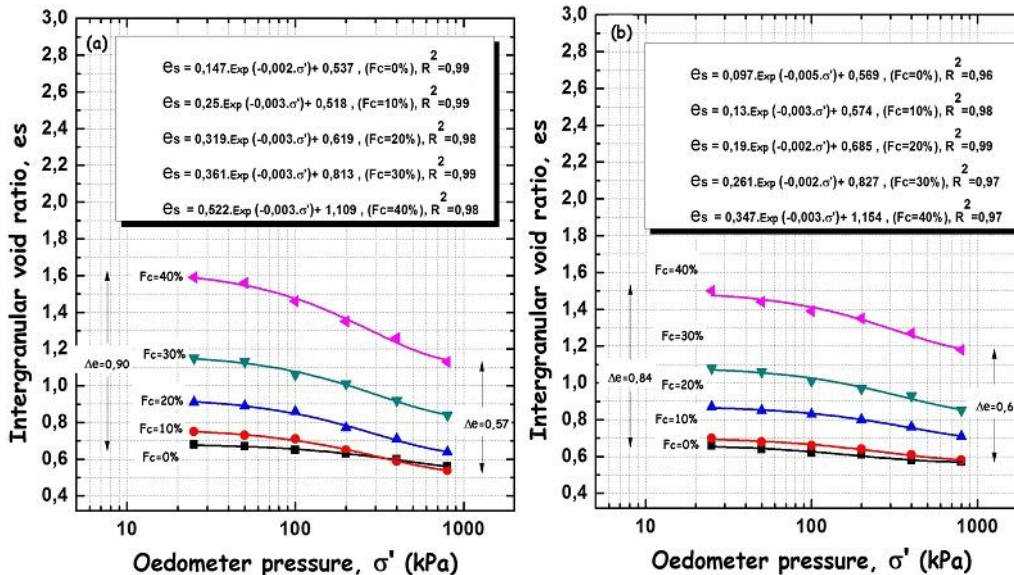 (a)
e_s = 0,147.Exp (-0,002.σ')+ 0,537 , (Fc=0%), R²=0,99
e_s = 0,25.Exp (-0,003.σ')+ 0,518 , (Fc=10%), R²=0,99
e_s = 0,319.Exp (-0,003.σ')+ 0,619 , (Fc=20%), R²=0,98
e_s = 0,361.Exp (-0,003.σ')+ 0,813 , (Fc=30%), R²=0,99
e_s = 0,522.Exp (-0,003.σ')+ 1,109 , (Fc=40%), R²=0,98
Intergranular void ratio, es
3,0
2,8
2,6
2,4
2,2
2,0
1,8
1,6
1,4
1,2
1,0
0,8
0,6
0,4
Fc=40%
Fc=30%
Fc=20%
Fc=10%
Fc=0%
Δe=0,90
Δe=0,57
10
100
1000
Oedometer pressure, σ' (kPa)
(b)
e_s = 0,097.Exp (-0,005.σ')+ 0,569 , (Fc=0%), R²=0,96
e_s = 0,13.Exp (-0,003.σ')+ 0,574 , (Fc=10%), R²=0,98
e_s = 0,19.Exp (-0,002.σ')+ 0,685 , (Fc=20%), R²=0,99
e_s = 0,261.Exp (-0,002.σ')+ 0,827 , (Fc=30%), R²=0,97
e_s = 0,347.Exp (-0,003.σ')+ 1,154 , (Fc=40%), R²=0,97
Intergranular void ratio, es
3,0
2,8
2,6
2,4
2,2
2,0
1,8
1,6
1,4
1,2
1,0
0,8
0,6
0,4
Fc=40%
Fc=30%
Fc=20%
Fc=10%
Fc=0%
Δe=0,84
Δe=0,6
10
100
1000
Oedometer pressure, σ' (kPa)